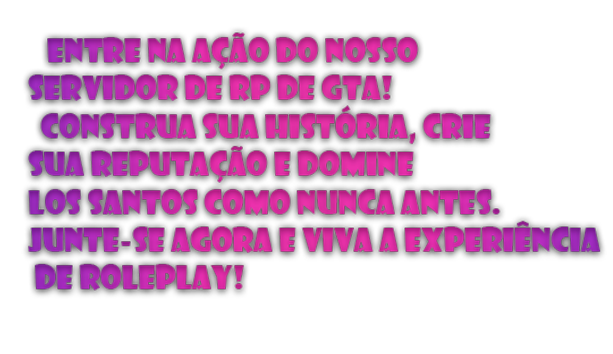 ENTRE NA AÇÃO DO NOSSO
SERVIDOR DE RP DE GTA!
CONSTRUA SUA HISTÓRIA, CRIE
SUA REPUTAÇÃO E DOMINE
LOS SANTOS COMO NUNCA ANTES.
JUNTE-SE AGORA E VIVA A EXPERIÊNCIA
DE ROLEPLAY!